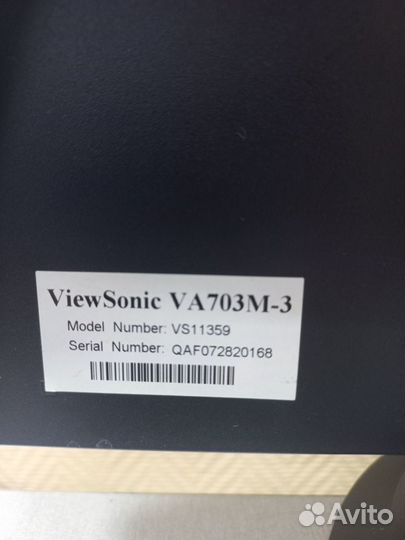 ViewSonic VA703M-3
Model Number: VS11359
Serial Number: QAF072820168
Avito